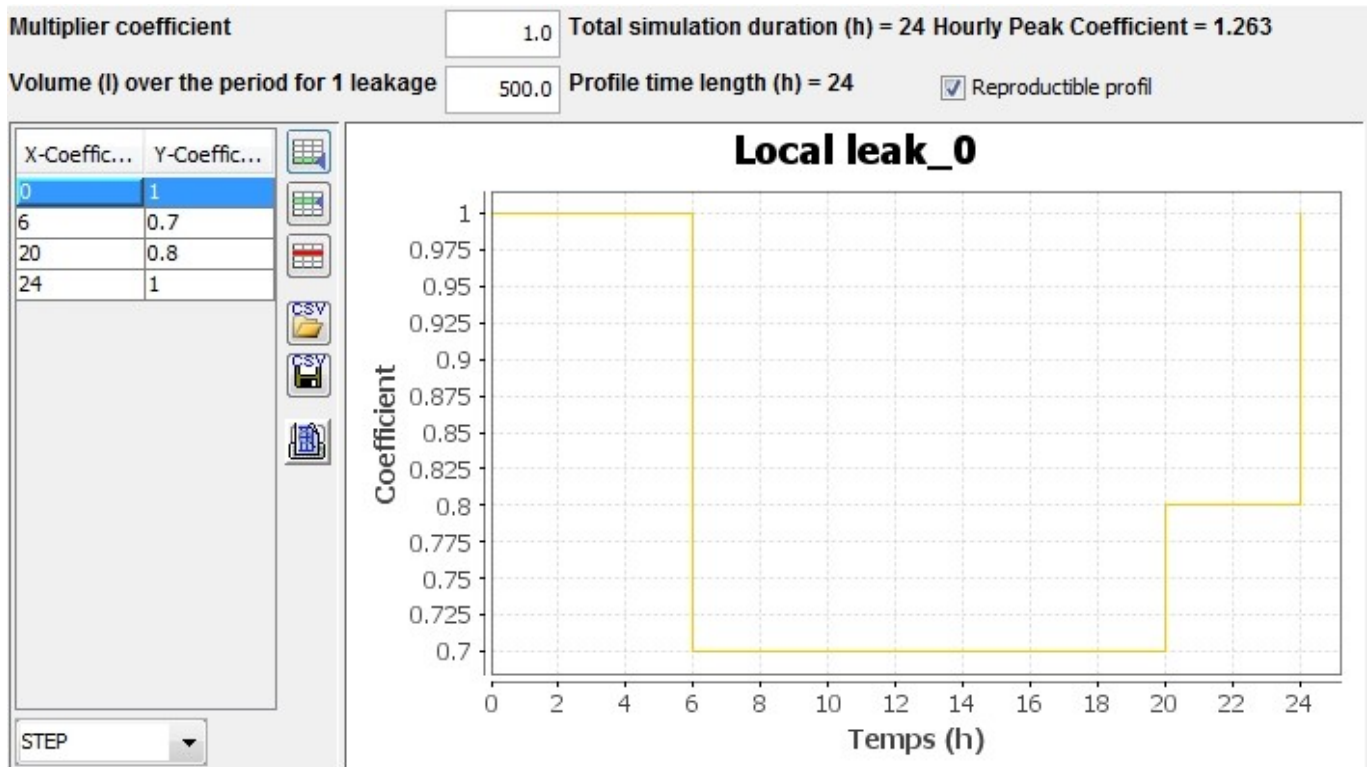 Multiplier coefficient 1.0 Total simulation duration (h) = 24 Hourly Peak Coefficient = 1.263
Volume (l) over the period for 1 leakage 500.0 Profile time length (h) = 24 Reproductible profil
X-Coeffic... Y-Coeffic...
0 1
6 0.7
20 0.8
24 1
CSV
CSV
STEP
Local leak_0
Coefficient
1
0.975
0.95
0.925
0.9
0.875
0.85
0.825
0.8
0.775
0.75
0.725
0.7
0 2 4 6 8 10 12 14 16 18 20 22 24
Temps (h)